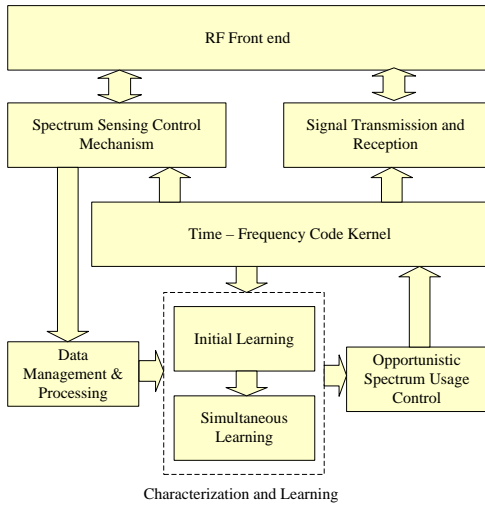 RF Front end
Spectrum Sensing Control
Mechanism
Signal Transmission and
Reception
Time – Frequency Code Kernel
Initial Learning
Data
Management &
Processing
Opportunistic
Spectrum Usage
Control
Simultaneous
Learning
Characterization and Learning